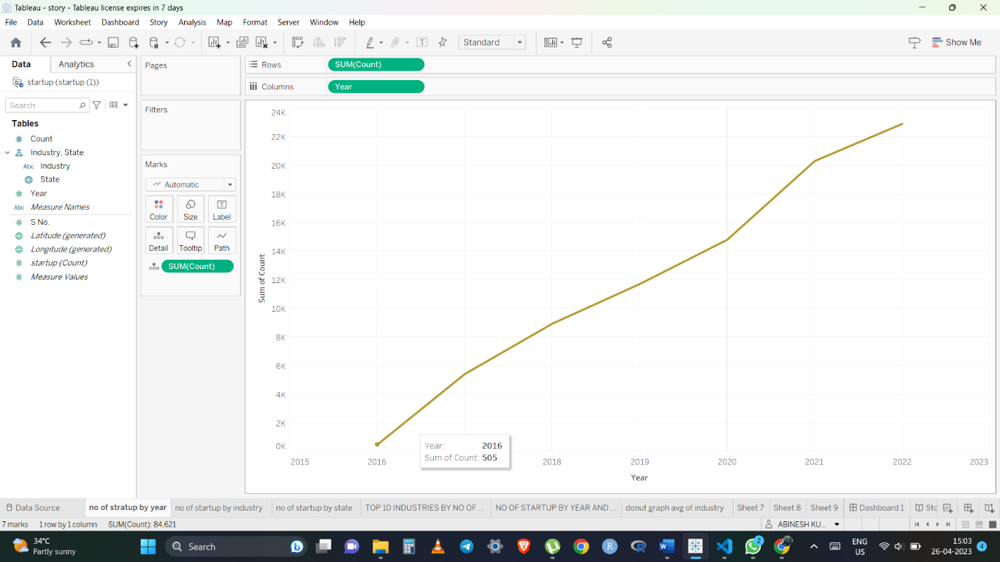 Tableau - story - Tableau license expires in 7 days
File Data Worksheet Dashboard Story Analysis Map Format Server Window Help
Standard
Show Me
Data Analytics
startup (startup (1))
Search
Tables
Count
Industry, State
Abc Industry
State
Year
Abc Measure Names
S No.
Latitude (generated)
Longitude (generated)
startup (Count)
Measure Values
Pages
Filters
Marks
Automatic
Color Size Label
Detail Tooltip Path
SUM(Count)
Rows SUM(Count)
Columns Year
24K
22K
20K
18K
16K
14K
12K
10K
8K
6K
4K
2K
0K
Sum of Count
Year: 2016
Sum of Count: 505
2015 2016 2018 2019 2020 2021 2022 2023
Year
Data Source no of stratup by year no of startup by industry no of startup by state TOP 10 INDUSTRIES BY NO OF ... NO OF STARTUP BY YEAR AND ... donut graph avg of industry Sheet 7 Sheet 8 Sheet 9 Dashboard 1 Sto
7 marks 1 row by 1 column SUM(Count): 84.621 ABINESH KU...
34°C
Partly sunny
Search
2
ENG
US
15:03
26-04-2023
4